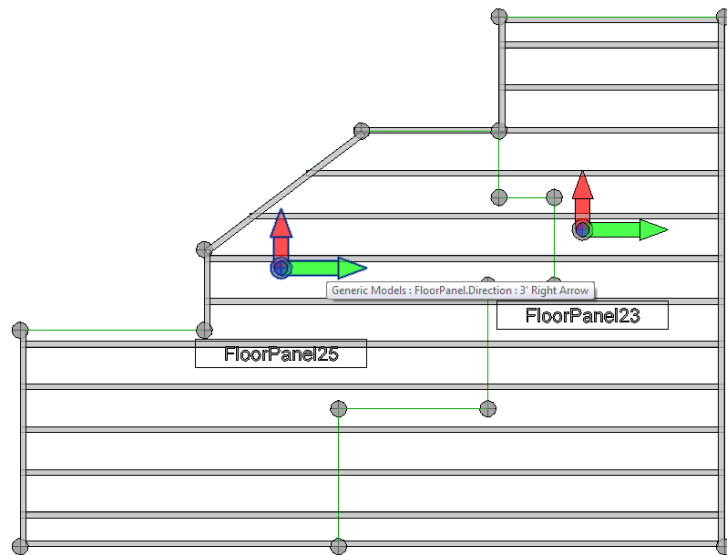 Generic Models : FloorPanel.Direction : 3' Right Arrow
FloorPanel23
FloorPanel25